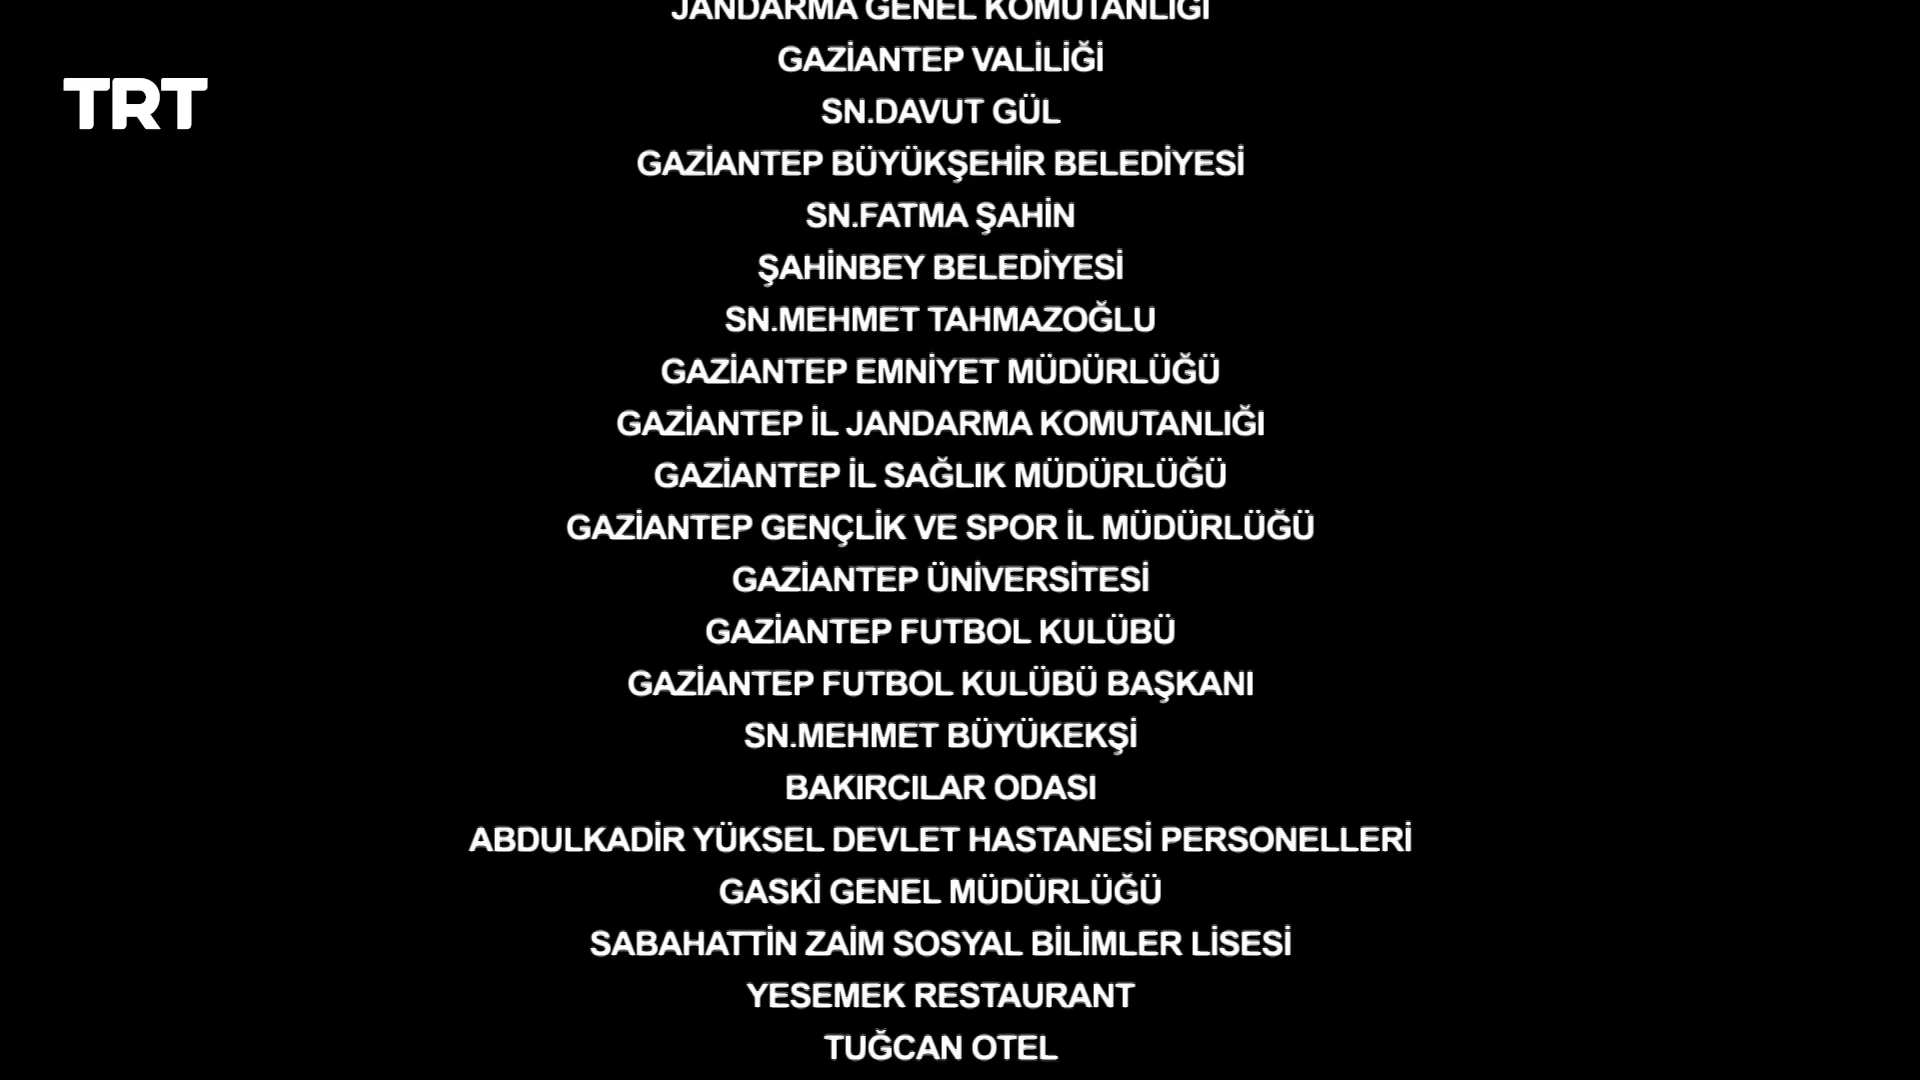 JANDARMA GENEL KOMUTANLIĞI
GAZİANTEP VALİLİĞİ
TRT
SN.DAVUT GÜL
GAZİANTEP BÜYÜKŞEHİR BELEDİYESİ
SN.FATMA ŞAHİN
ŞAHİNBEY BELEDİYESİ
SN.MEHMET TAHMAZOĞLU
GAZİANTEP EMNİYET MÜDÜRLÜĞÜ
GAZİANTEP İL JANDARMA KOMUTANLIĞI
GAZİANTEP İL SAĞLIK MÜDÜRLÜĞÜ
GAZİANTEP GENÇLİK VE SPOR İL MÜDÜRLÜĞÜ
GAZİANTEP ÜNİVERSİTESİ
GAZİANTEP FUTBOL KULÜBÜ
GAZİANTEP FUTBOL KULÜBÜ BAŞKANI
SN.MEHMET BÜYÜKEKŞİ
BAKIRCILAR ODASI
ABDULKADİR YÜKSEL DEVLET HASTANESİ PERSONELLERİ
GASKİ GENEL MÜDÜRLÜĞÜ
SABAHATTİN ZAİM SOSYAL BİLİMLER LİSESİ
YESEMEK RESTAURANT
TUĞCAN OTEL